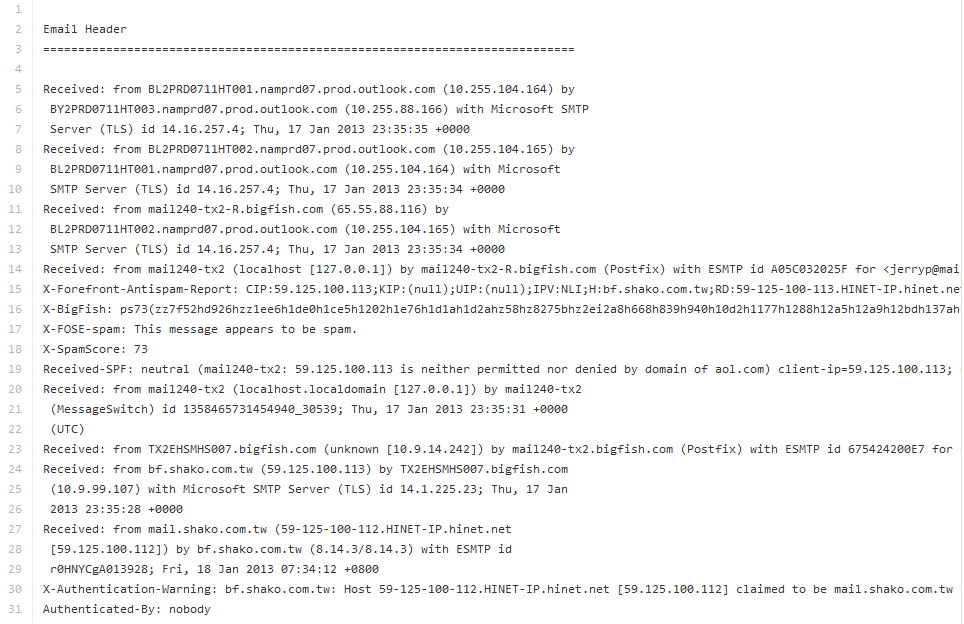 1
2 Email Header
3 ============================================================================
4
5 Received: from BL2PRD0711HT001.namprd07.prod.outlook.com (10.255.104.164) by
6 BY2PRD0711HT003.namprd07.prod.outlook.com (10.255.88.166) with Microsoft SMTP
7 Server (TLS) id 14.16.257.4; Thu, 17 Jan 2013 23:35:35 +0000
8 Received: from BL2PRD0711HT002.namprd07.prod.outlook.com (10.255.104.165) by
9 BL2PRD0711HT001.namprd07.prod.outlook.com (10.255.104.164) with Microsoft
10 SMTP Server (TLS) id 14.16.257.4; Thu, 17 Jan 2013 23:35:34 +0000
11 Received: from mail240-tx2-R.bigfish.com (65.55.88.116) by
12 BL2PRD0711HT002.namprd07.prod.outlook.com (10.255.104.165) with Microsoft
13 SMTP Server (TLS) id 14.16.257.4; Thu, 17 Jan 2013 23:35:34 +0000
14 Received: from mail240-tx2 (localhost [127.0.0.1]) by mail240-tx2-R.bigfish.com (Postfix) with ESMTP id A05C032025F for <jerryp@mai
15 X-Forefront-Antispam-Report: CIP:59.125.100.113;KIP:(null);UIP:(null);IPV:NLI;H:bf.shako.com.tw;RD:59-125-100-113.HINET-IP.hinet.ne
16 X-BigFish: ps73(zz7f52hd926hzz1ee6h1de0h1ce5h1202h1e76h1d1ah1d2ahz58hz8275bhz2ei2a8h668h839h940h10d2h1177h1288h12a5h12a9h12bdh137ah
17 X-FOSE-spam: This message appears to be spam.
18 X-SpamScore: 73
19 Received-SPF: neutral (mail240-tx2: 59.125.100.113 is neither permitted nor denied by domain of aol.com) client-ip=59.125.100.113;
20 Received: from mail240-tx2 (localhost.localdomain [127.0.0.1]) by mail240-tx2
21 (MessageSwitch) id 1358465731454940_30539; Thu, 17 Jan 2013 23:35:31 +0000
22 (UTC)
23 Received: from TX2EHSMHS007.bigfish.com (unknown [10.9.14.242]) by mail240-tx2.bigfish.com (Postfix) with ESMTP id 675424200E7 for
24 Received: from bf.shako.com.tw (59.125.100.113) by TX2EHSMHS007.bigfish.com
25 (10.9.99.107) with Microsoft SMTP Server (TLS) id 14.1.225.23; Thu, 17 Jan
26 2013 23:35:28 +0000
27 Received: from mail.shako.com.tw (59-125-100-112.HINET-IP.hinet.net
28 [59.125.100.112]) by bf.shako.com.tw (8.14.3/8.14.3) with ESMTP id
29 r0HNYCgA013928; Fri, 18 Jan 2013 07:34:12 +0800
30 X-Authentication-Warning: bf.shako.com.tw: Host 59-125-100-112.HINET-IP.hinet.net [59.125.100.112] claimed to be mail.shako.com.tw
31 Authenticated-By: nobody